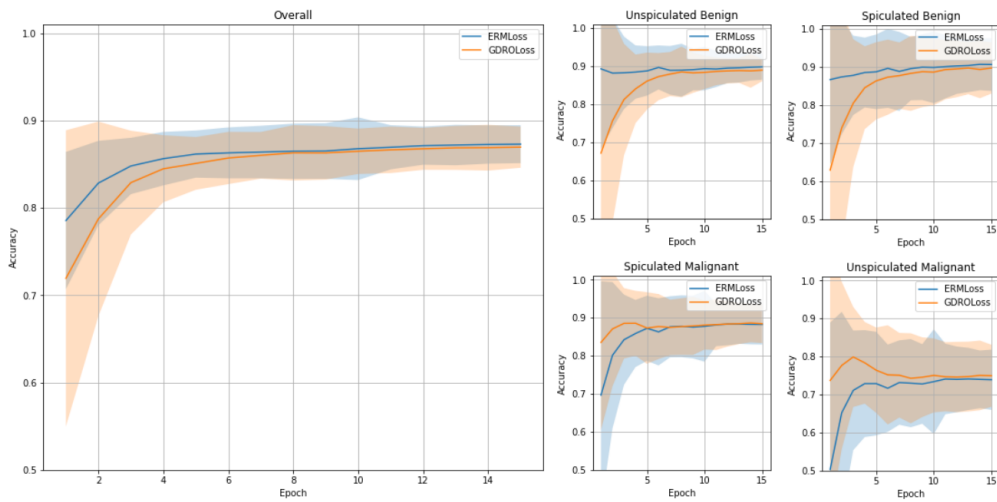 Overall
1.0
0.9
0.8
0.7
0.6
0.5
Accuracy
2
4
6
8
10
12
14
Epoch
ERMLoss
GDROLoss
Unspiculated Benign
1.0
0.9
0.8
0.7
0.6
0.5
Accuracy
5
10
15
Epoch
ERMLoss
GDROLoss
Spiculated Benign
1.0
0.9
0.8
0.7
0.6
0.5
Accuracy
5
10
15
Epoch
ERMLoss
GDROLoss
Spiculated Malignant
1.0
0.9
0.8
0.7
0.6
0.5
Accuracy
5
10
15
Epoch
ERMLoss
GDROLoss
Unspiculated Malignant
1.0
0.9
0.8
0.7
0.6
0.5
Accuracy
5
10
15
Epoch
ERMLoss
GDROLoss